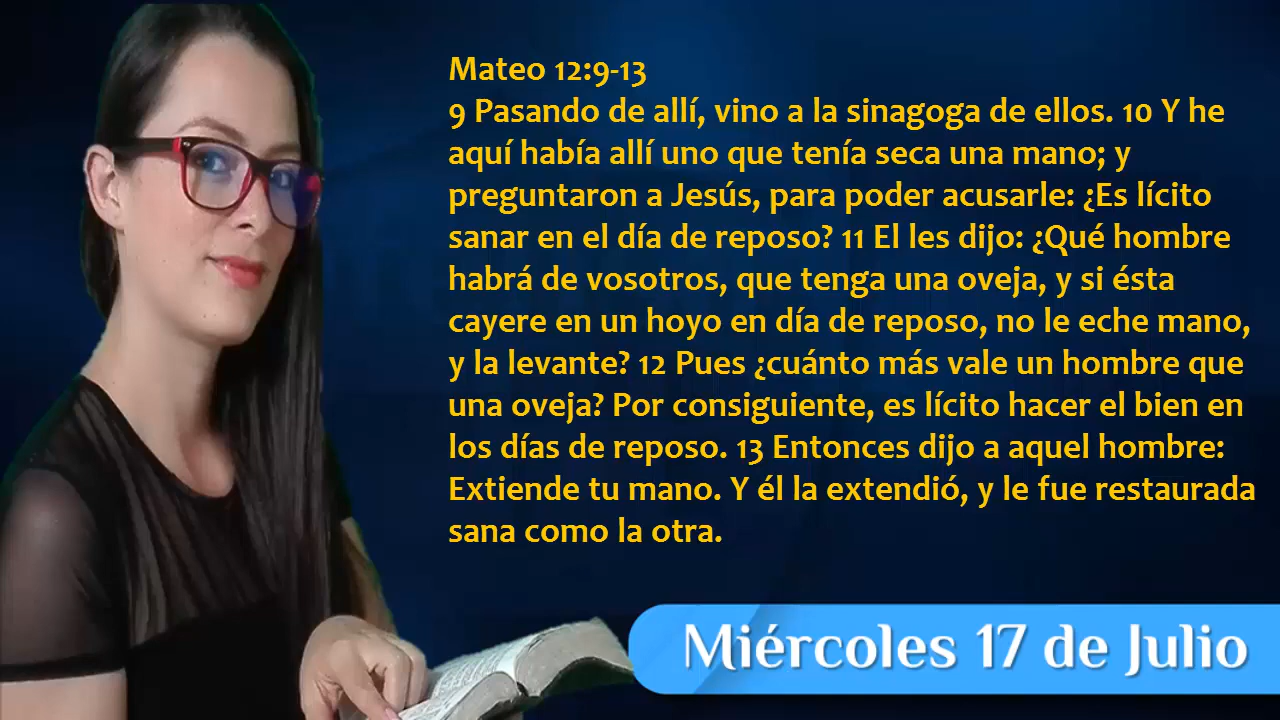 Mateo 12:9-13
9 Pasando de allí, vino a la sinagoga de ellos. 10 Y he
aquí había allí uno que tenía seca una mano; y
preguntaron a Jesús, para poder acusarle: ¿Es lícito
sanar en el día de reposo? 11 El les dijo: ¿Qué hombre
habrá de vosotros, que tenga una oveja, y si ésta
cayere en un hoyo en día de reposo, no le eche mano,
y la levante? 12 Pues ¿cuánto más vale un hombre que
una oveja? Por consiguiente, es lícito hacer el bien en
los días de reposo. 13 Entonces dijo a aquel hombre:
Extiende tu mano. Y él la extendió, y le fue restaurada
sana como la otra.
Miércoles 17 de Julio